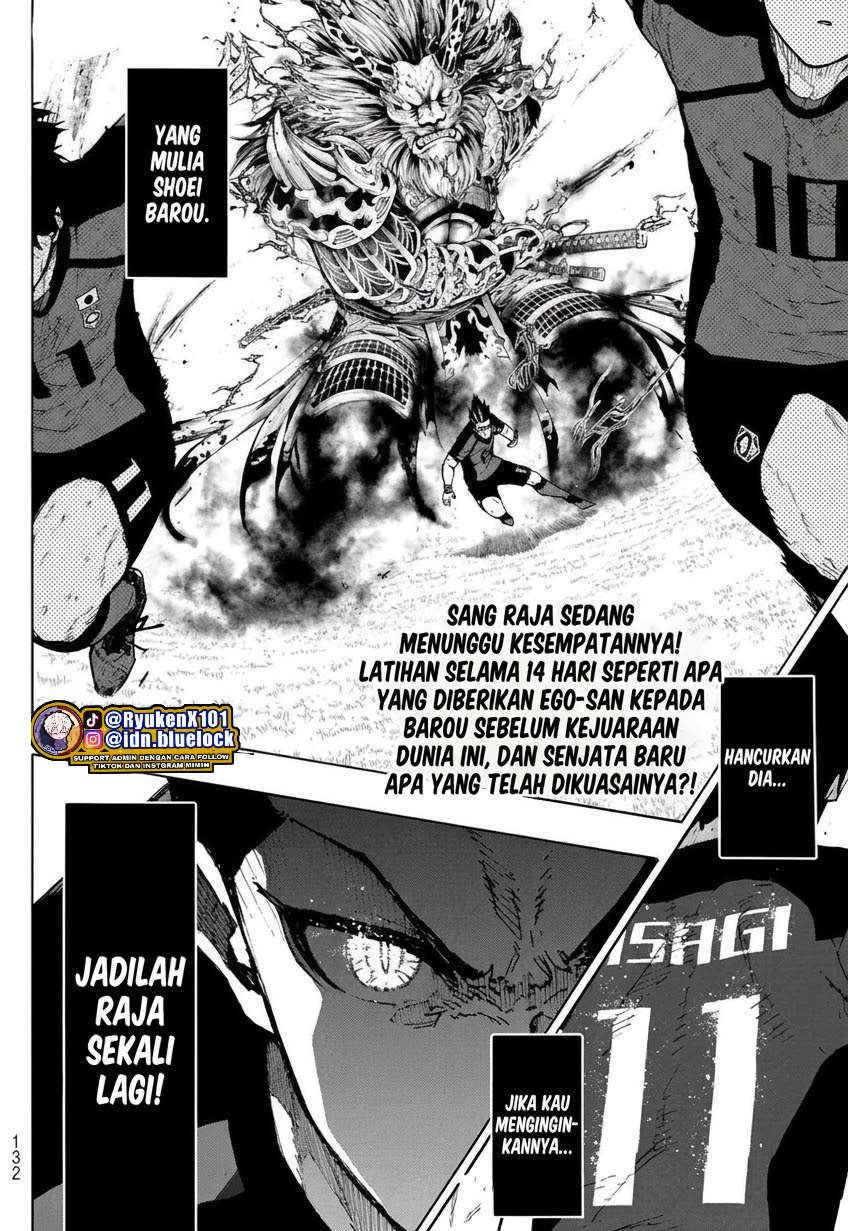 YANG
MULIA
SHOEI
BAROU.
10
11
SANG RAJA SEDANG
MENUNGGU KESEMPATANNYA!
LATIHAN SELAMA 14 HARI SEPERTI APA
YANG DIBERIKAN EGO-SAN KEPADA
BAROU SEBELUM KEJUARAAN
DUNIA INI, DAN SENJATA BARU
APA YANG TELAH DIKUASAINYA?!
@RyukenX101
@idn.bluelock
SUPPORT ADMIN DENGAN CARA FOLLOW
TIKTOK DAN INSTGRAM MIMIN
HANCURKAN
DIA...
ISAGI
11
JIKA KAU
MENGINGIN-
KANNYA...
JADILAH
RAJA
SEKALI
LAGI!
132